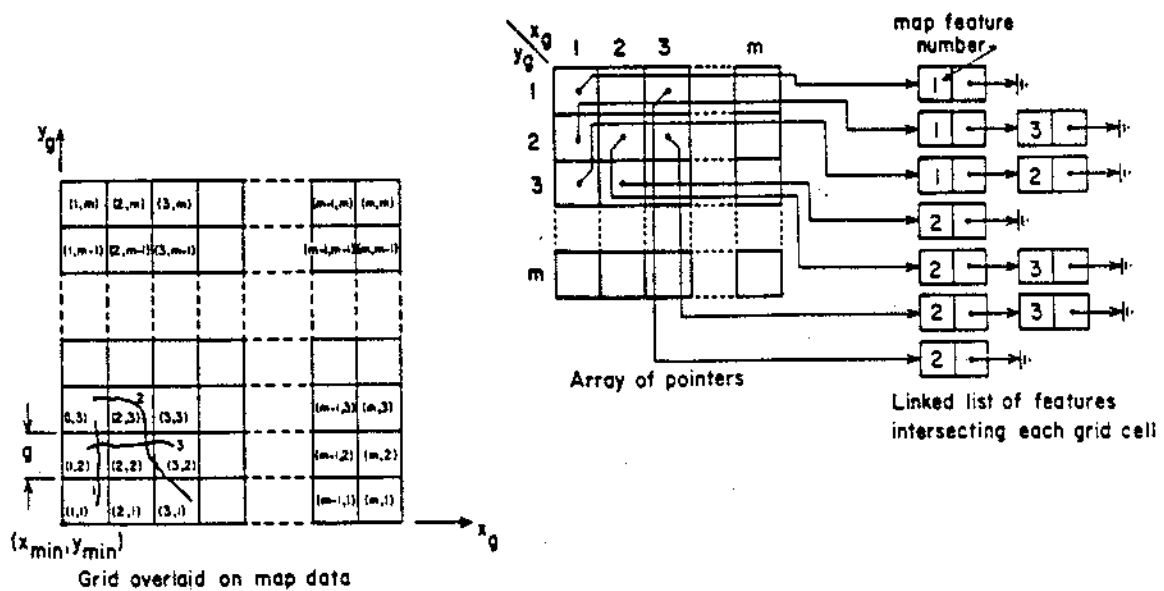 y_g
(1,m) (2,m) (3,m) (m-1,m) (m,m)
(1,m-1) (2,m-1) (3,m-1) (m-1,m-1) (m,m-1)
2
(1,3) (2,3) (3,3) (m-1,3) (m,3)
g
3
(1,2) (2,2) (3,2) (m-1,2) (m,2)
1
(1,1) (2,1) (3,1) (m-1,1) (m,1)
(x_min,y_min)
x_g
Grid overlaid on map data
x_g
y_g
1 2 3 m
1
2
3
m
Array of pointers
map feature
number
1
1 3
1 2
2
2 3
2 3
2
Linked list of features
intersecting each grid cell